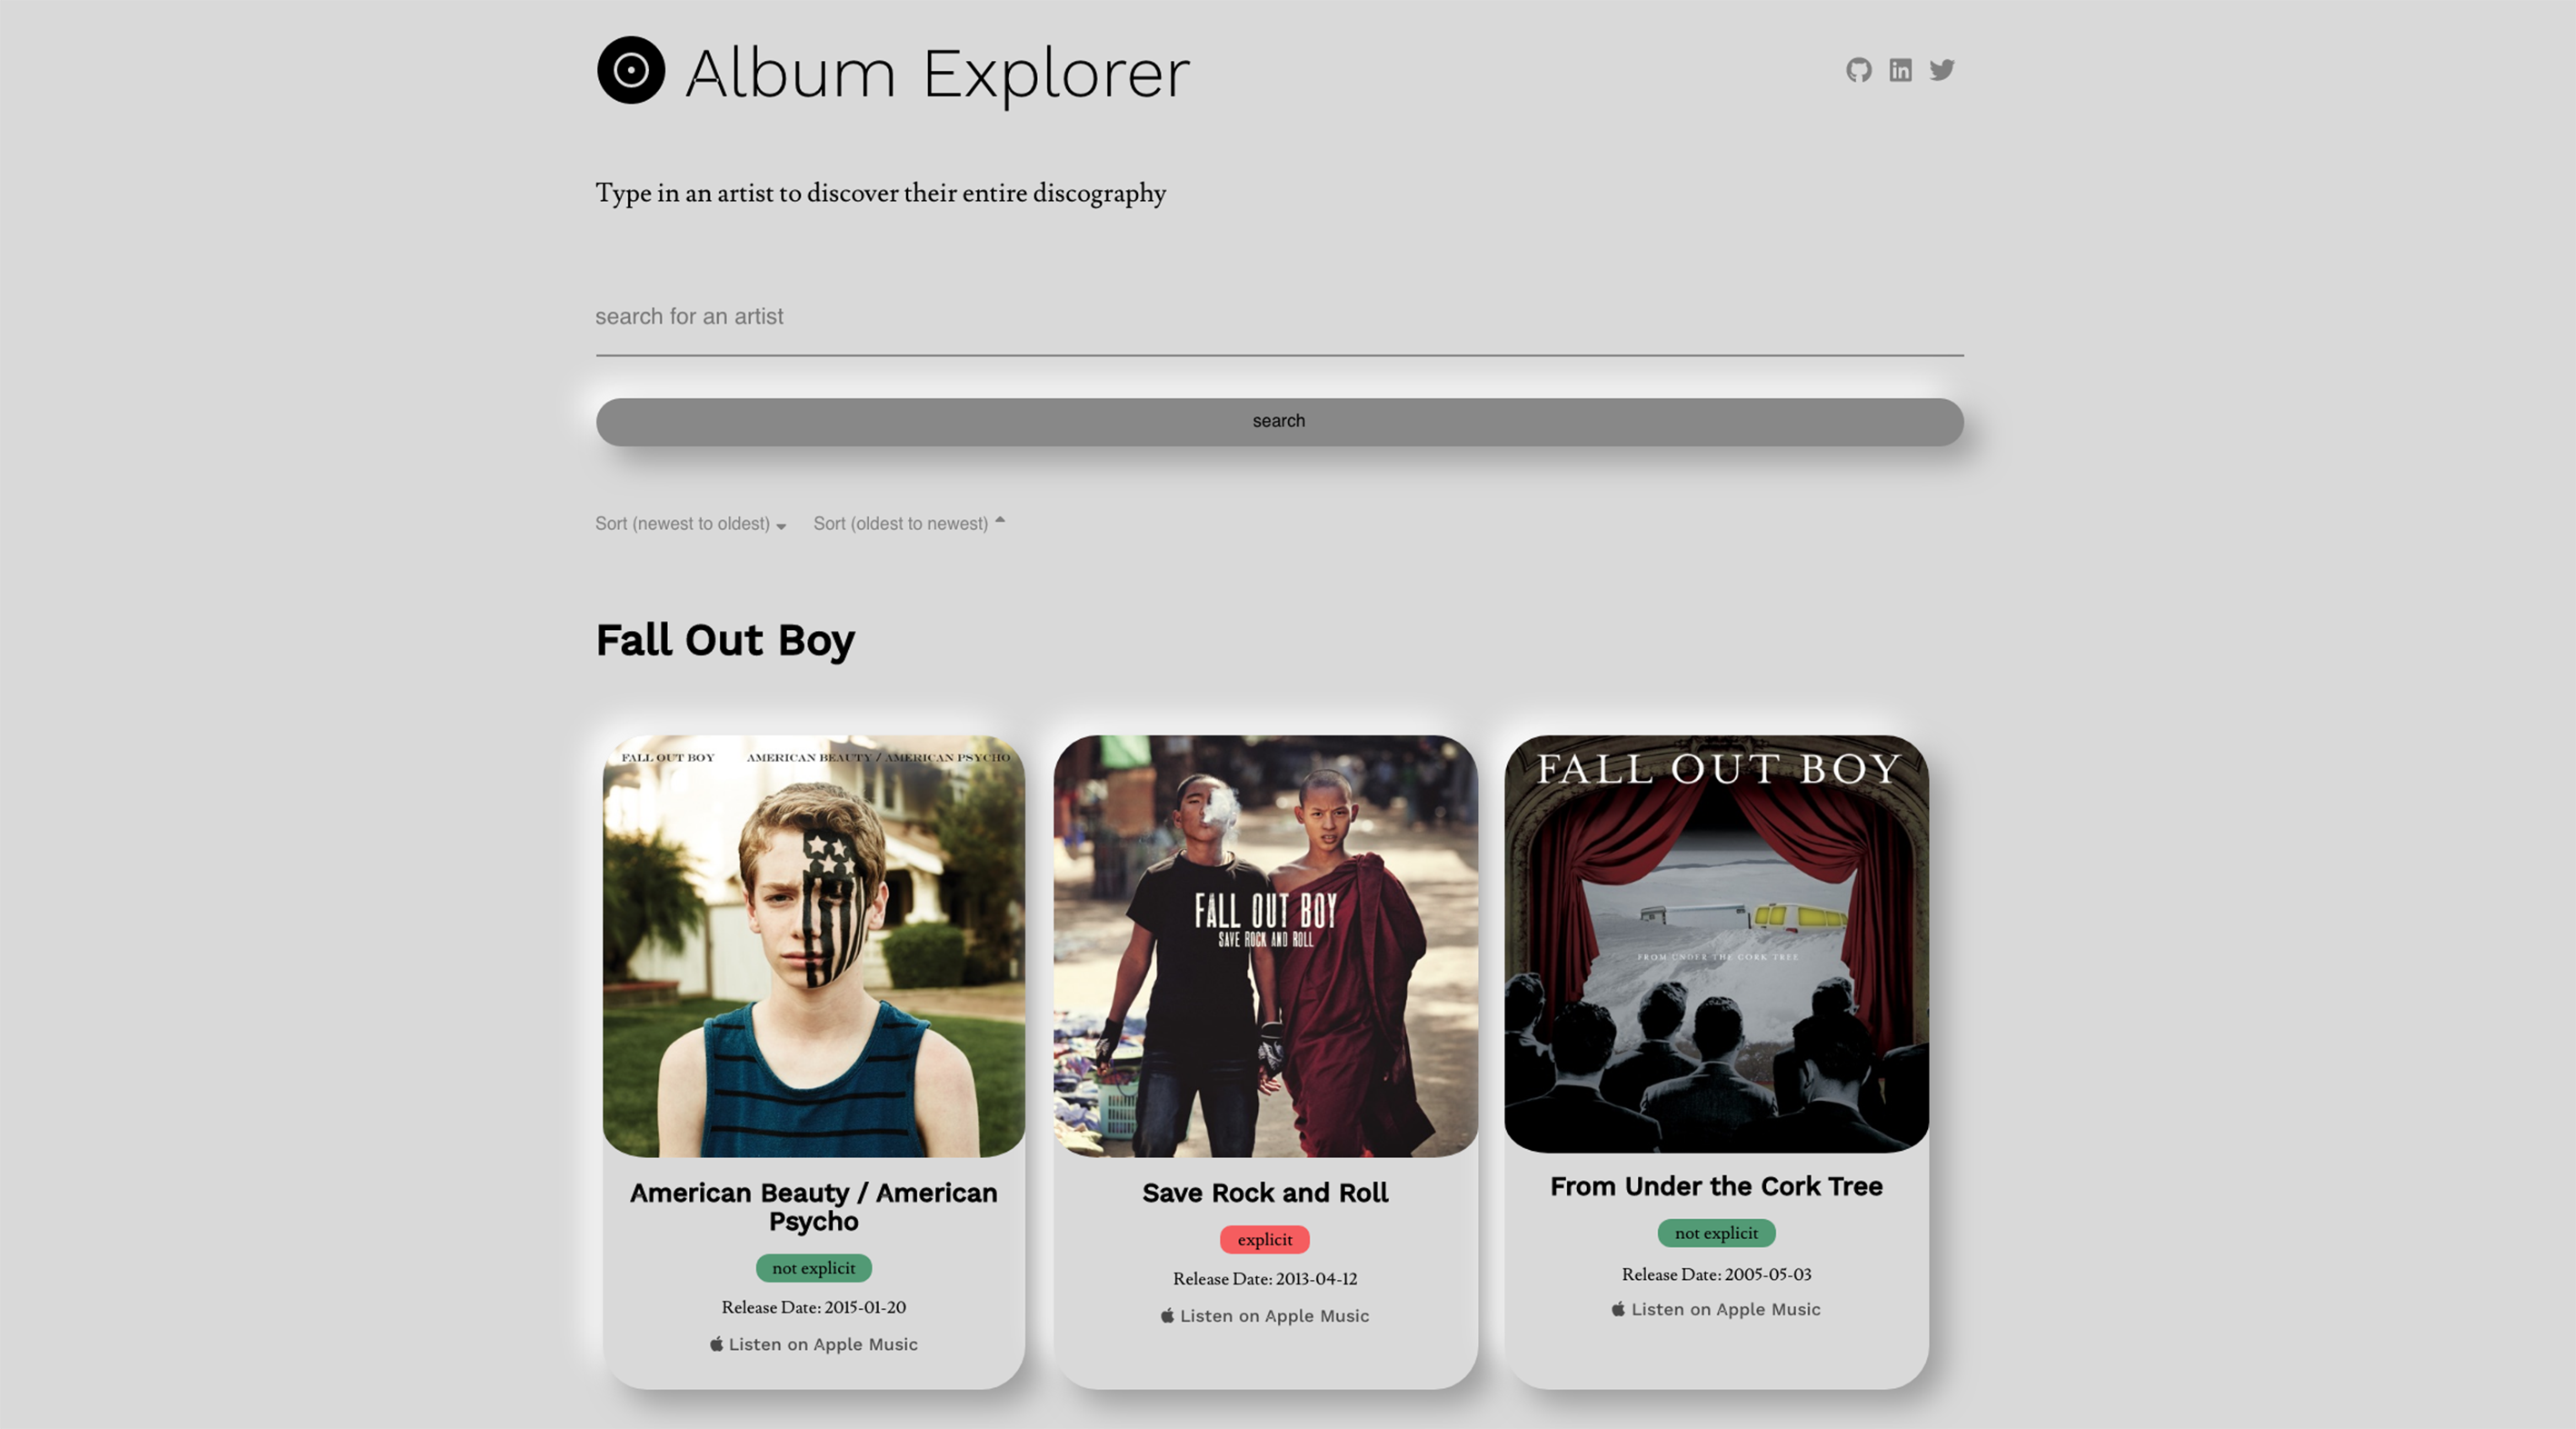 Album Explorer
Type in an artist to discover their entire discography
search for an artist
search
Sort (newest to oldest) Sort (oldest to newest)
Fall Out Boy
FALL OUT BOY AMERICAN BEAUTY / AMERICAN PSYCHO
FALL OUT BOY
SAVE ROCK AND ROLL
FALL OUT BOY
FROM UNDER THE CORK TREE
American Beauty / American
Psycho
not explicit
Release Date: 2015-01-20
Listen on Apple Music
Save Rock and Roll
explicit
Release Date: 2013-04-12
Listen on Apple Music
From Under the Cork Tree
not explicit
Release Date: 2005-05-03
Listen on Apple Music